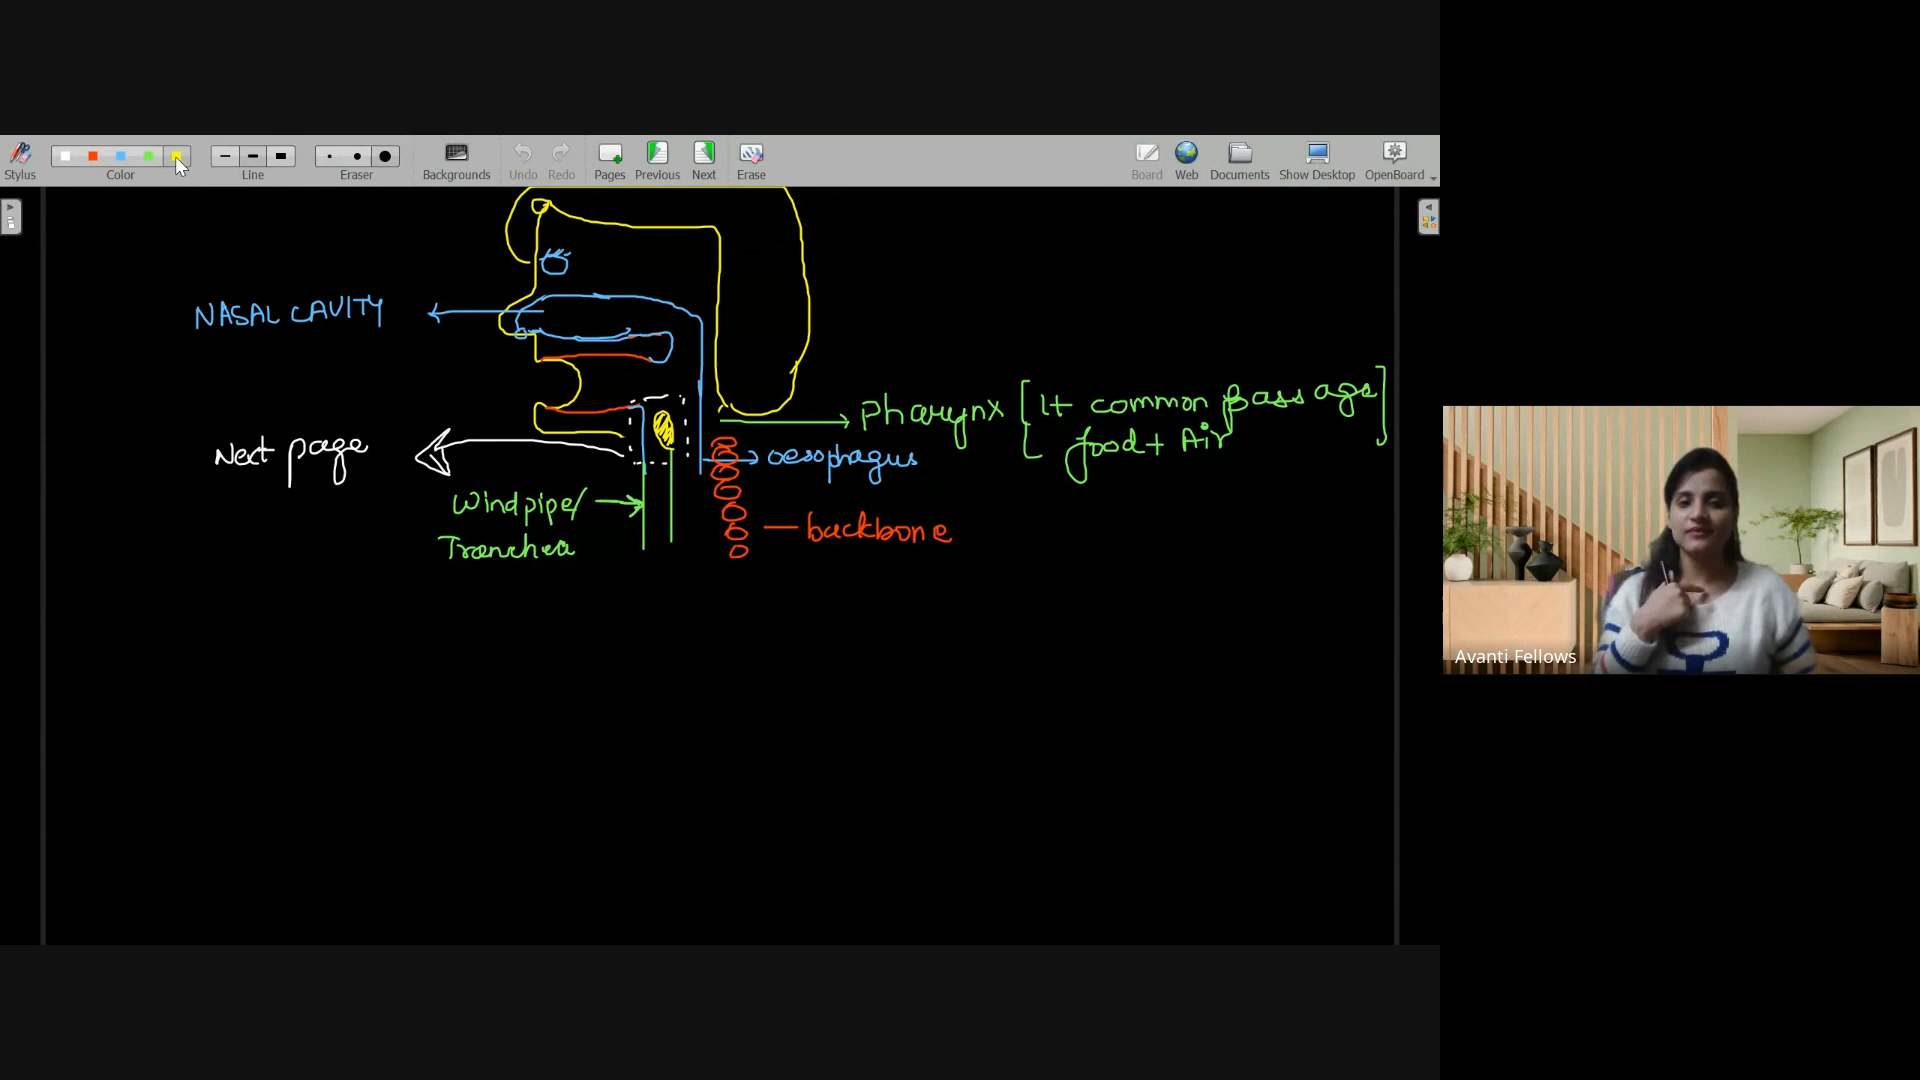 Stylus
Color
Line
Eraser
Backgrounds
Undo
Redo
Pages
Previous
Next
Erase
Board
Web
Documents
Show Desktop
OpenBoard
NASAL CAVITY
Pharynx [It common passage
food + Air]
Next page
oesophagus
Windpipe/
Tranchea
backbone
Avanti Fellows